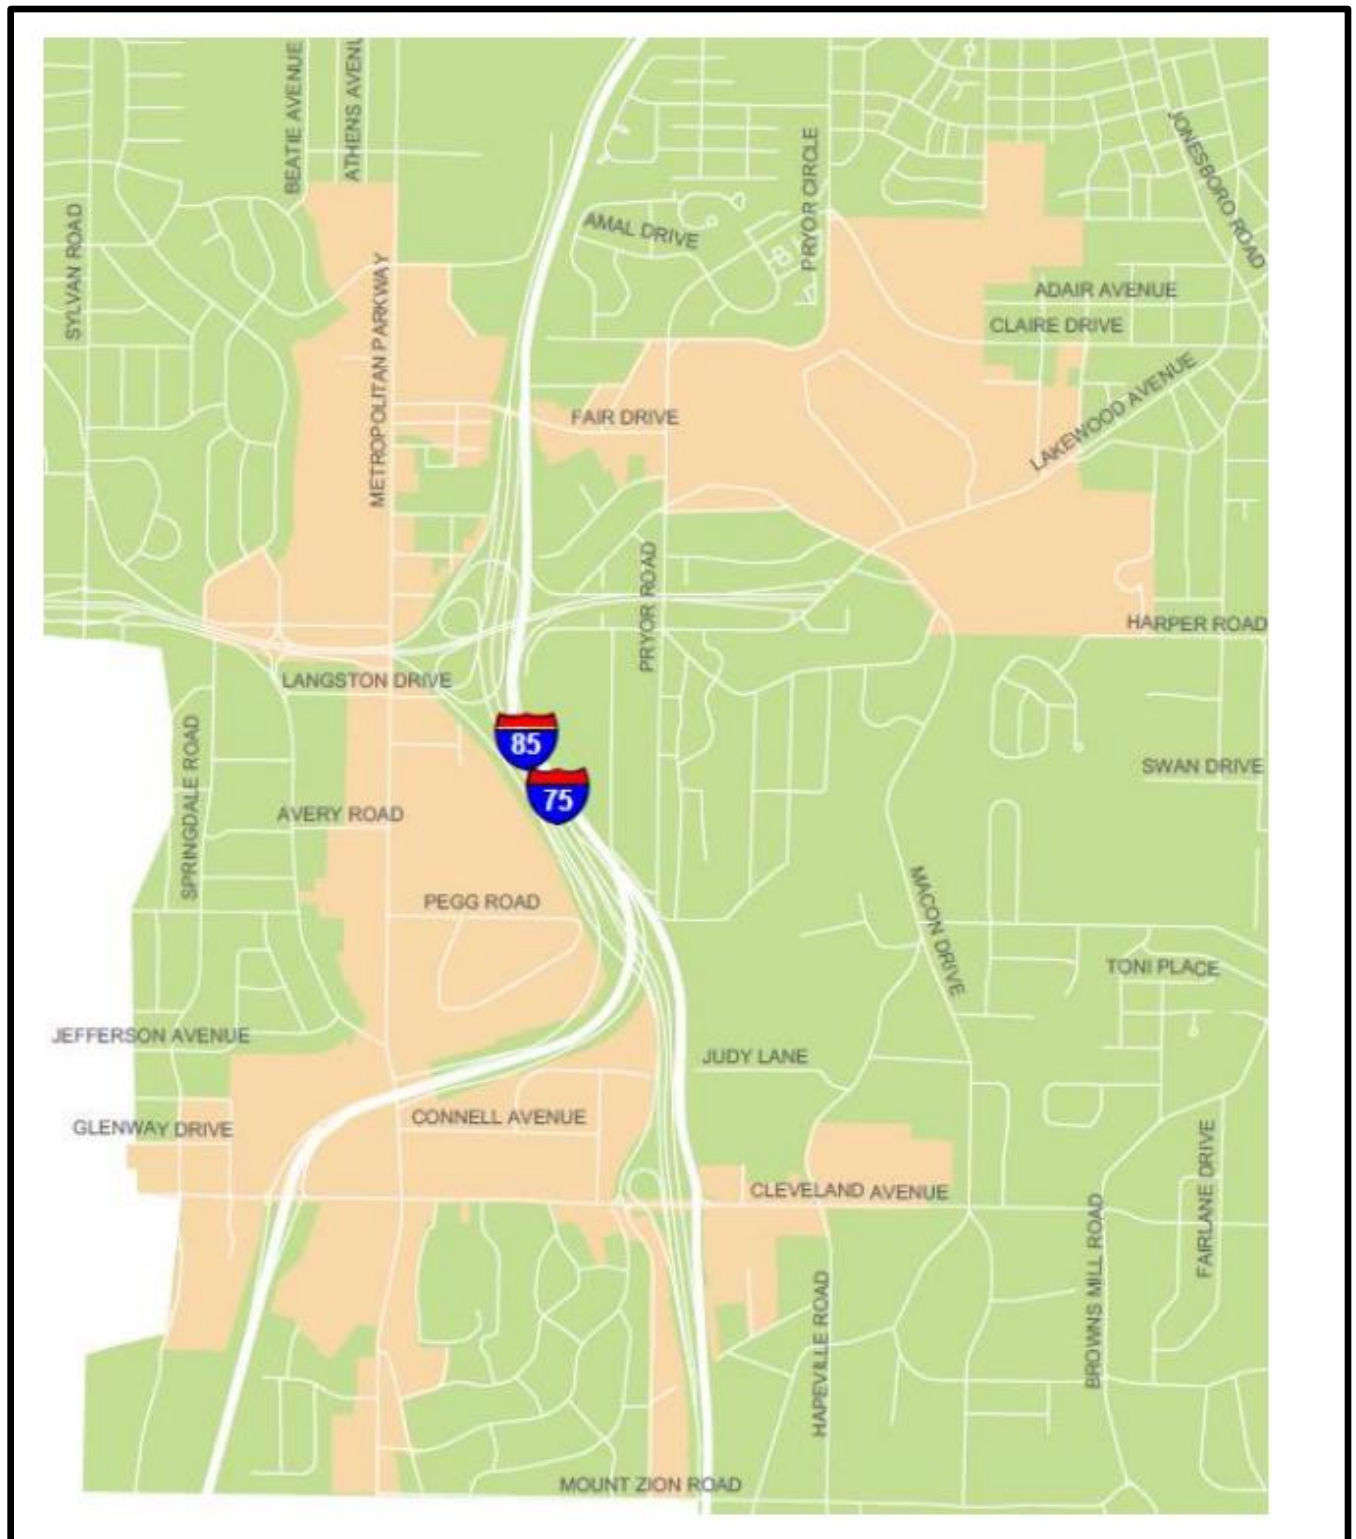 BEATIE AVENUE
ATHENS AVENU
JONESBORO ROAD
SYLVAN ROAD
AMAL DRIVE
PRYOR CIRCLE
METROPOLITAN PARKWAY
ADAIR AVENUE
CLAIRE DRIVE
LAKEWOOD AVENUE
FAIR DRIVE
PRYOR ROAD
HARPER ROAD
LANGSTON DRIVE
85
75
SPRINGDALE ROAD
SWAN DRIVE
AVERY ROAD
PEGG ROAD
MACON DRIVE
TONI PLACE
JEFFERSON AVENUE
JUDY LANE
CONNELL AVENUE
GLENWAY DRIVE
FAIRLANE DRIVE
CLEVELAND AVENUE
BROWNS MILL ROAD
HAPEVILLE ROAD
MOUNT ZION ROAD